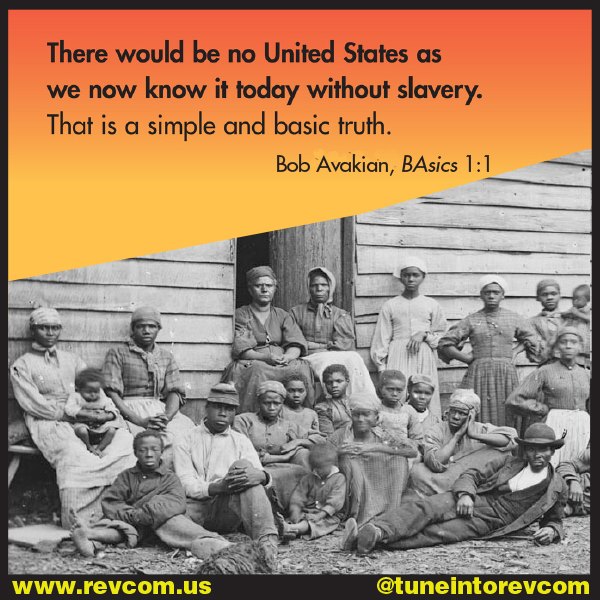 There would be no United States as
we now know it today without slavery.
That is a simple and basic truth.
Bob Avakian, BAsics 1:1
www.revcom.us
@tuneintorevcom